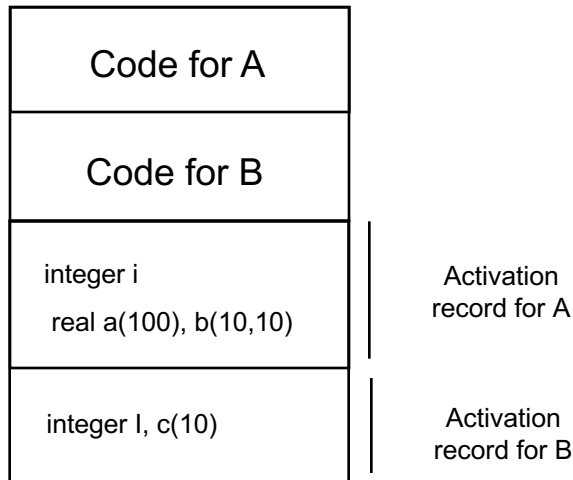 Code for A
Code for B
integer i
real a(100), b(10,10)
Activation
record for A
integer I, c(10)
Activation
record for B